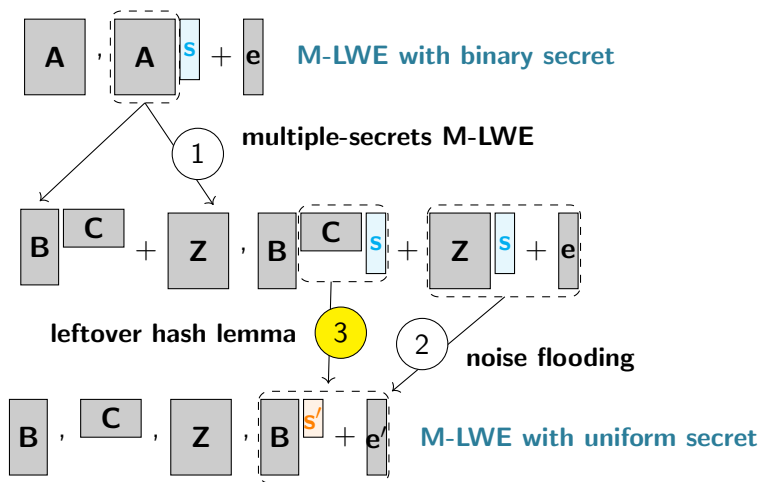 A , A s + e M-LWE with binary secret
1 multiple-secrets M-LWE
B C + Z , B C s + Z s + e
leftover hash lemma 3 2 noise flooding
B , C , Z , B s′ + e′ M-LWE with uniform secret